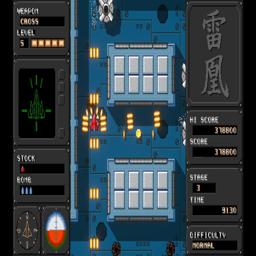 WEAPON
CROSS
LEVEL
5
STOCK
BOMB
雷凰
HI SCORE
378800
SCORE
378800
STAGE
3
TIME
9130
DIFFICULTY
NORMAL